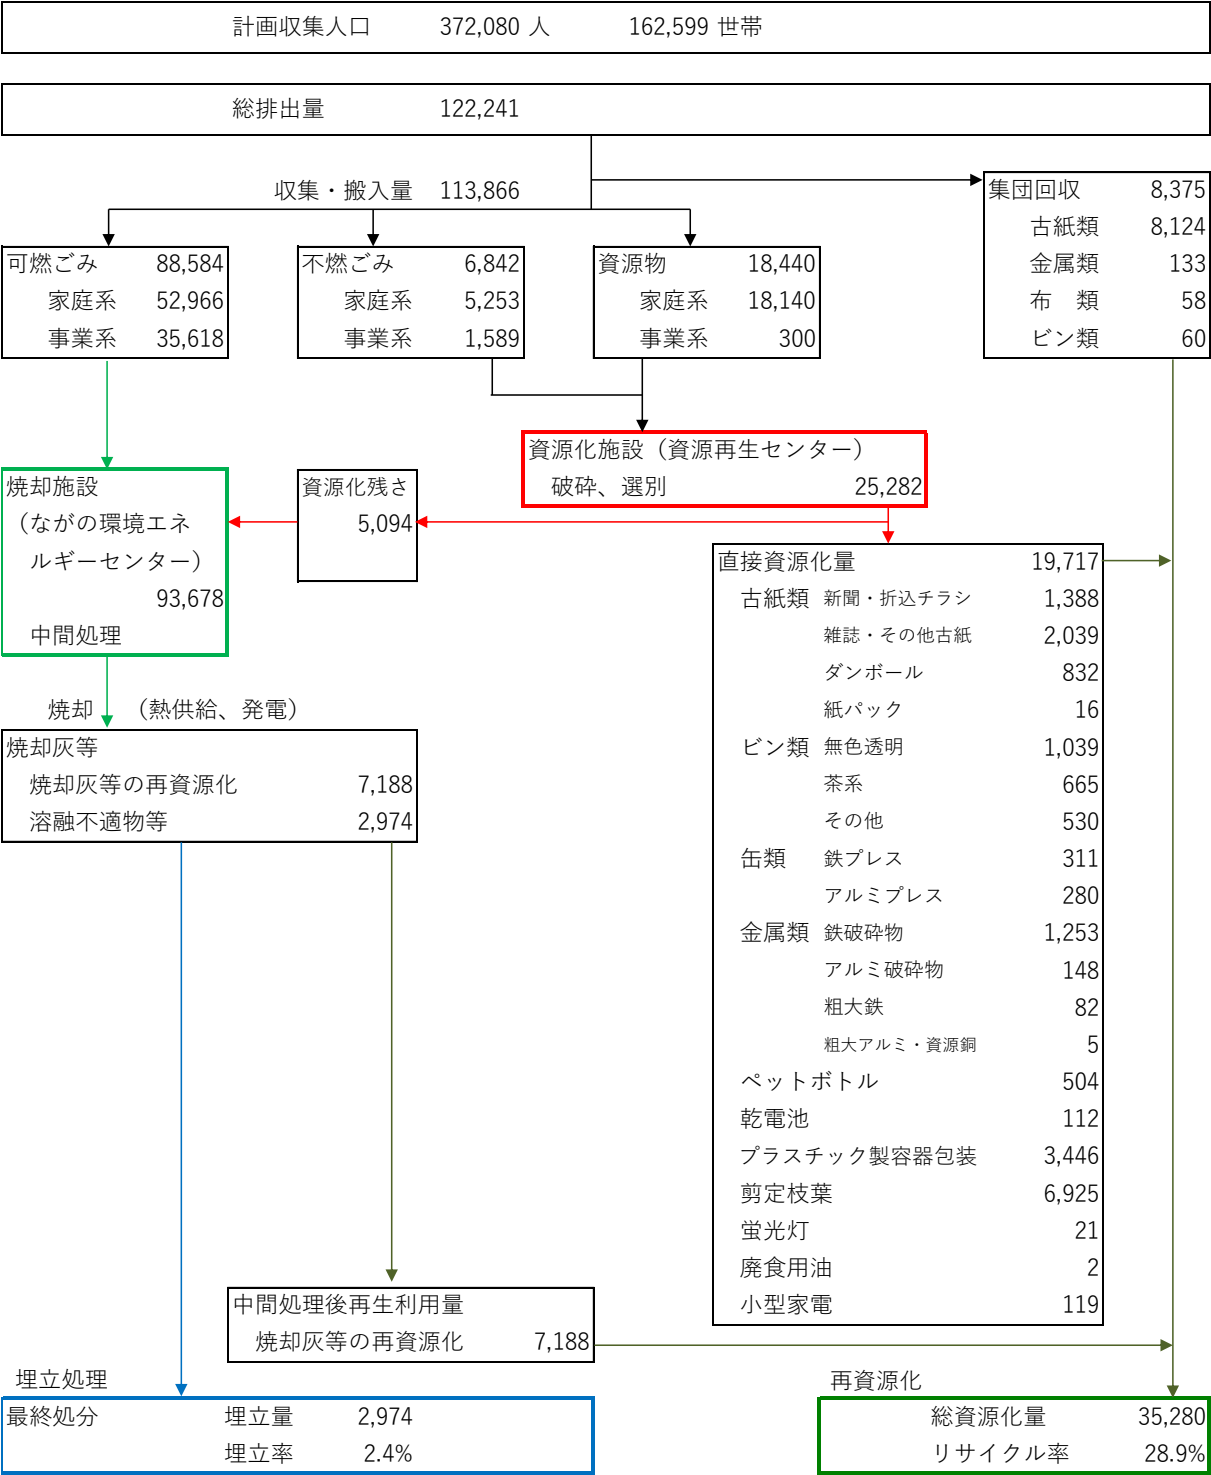 計画収集人口 372,080 人 162,599 世帯
総排出量 122,241
収集・搬入量 113,866
集団回収 8,375
古紙類 8,124
金属類 133
布　類 58
ビン類 60
可燃ごみ 88,584
家庭系 52,966
事業系 35,618
不燃ごみ 6,842
家庭系 5,253
事業系 1,589
資源物 18,440
家庭系 18,140
事業系 300
資源化施設（資源再生センター）
破砕、選別 25,282
焼却施設
（ながの環境エネ
ルギーセンター）
93,678
中間処理
資源化残さ
5,094
直接資源化量 19,717
古紙類 新聞・折込チラシ 1,388
雑誌・その他古紙 2,039
ダンボール 832
紙パック 16
ビン類 無色透明 1,039
茶系 665
その他 530
缶類 鉄プレス 311
アルミプレス 280
金属類 鉄破砕物 1,253
アルミ破砕物 148
粗大鉄 82
粗大アルミ・資源銅 5
ペットボトル 504
乾電池 112
プラスチック製容器包装 3,446
剪定枝葉 6,925
蛍光灯 21
廃食用油 2
小型家電 119
焼却 （熱供給、発電）
焼却灰等
焼却灰等の再資源化 7,188
溶融不適物等 2,974
中間処理後再生利用量
焼却灰等の再資源化 7,188
埋立処理
最終処分 埋立量 2,974
埋立率 2.4%
再資源化
総資源化量 35,280
リサイクル率 28.9%